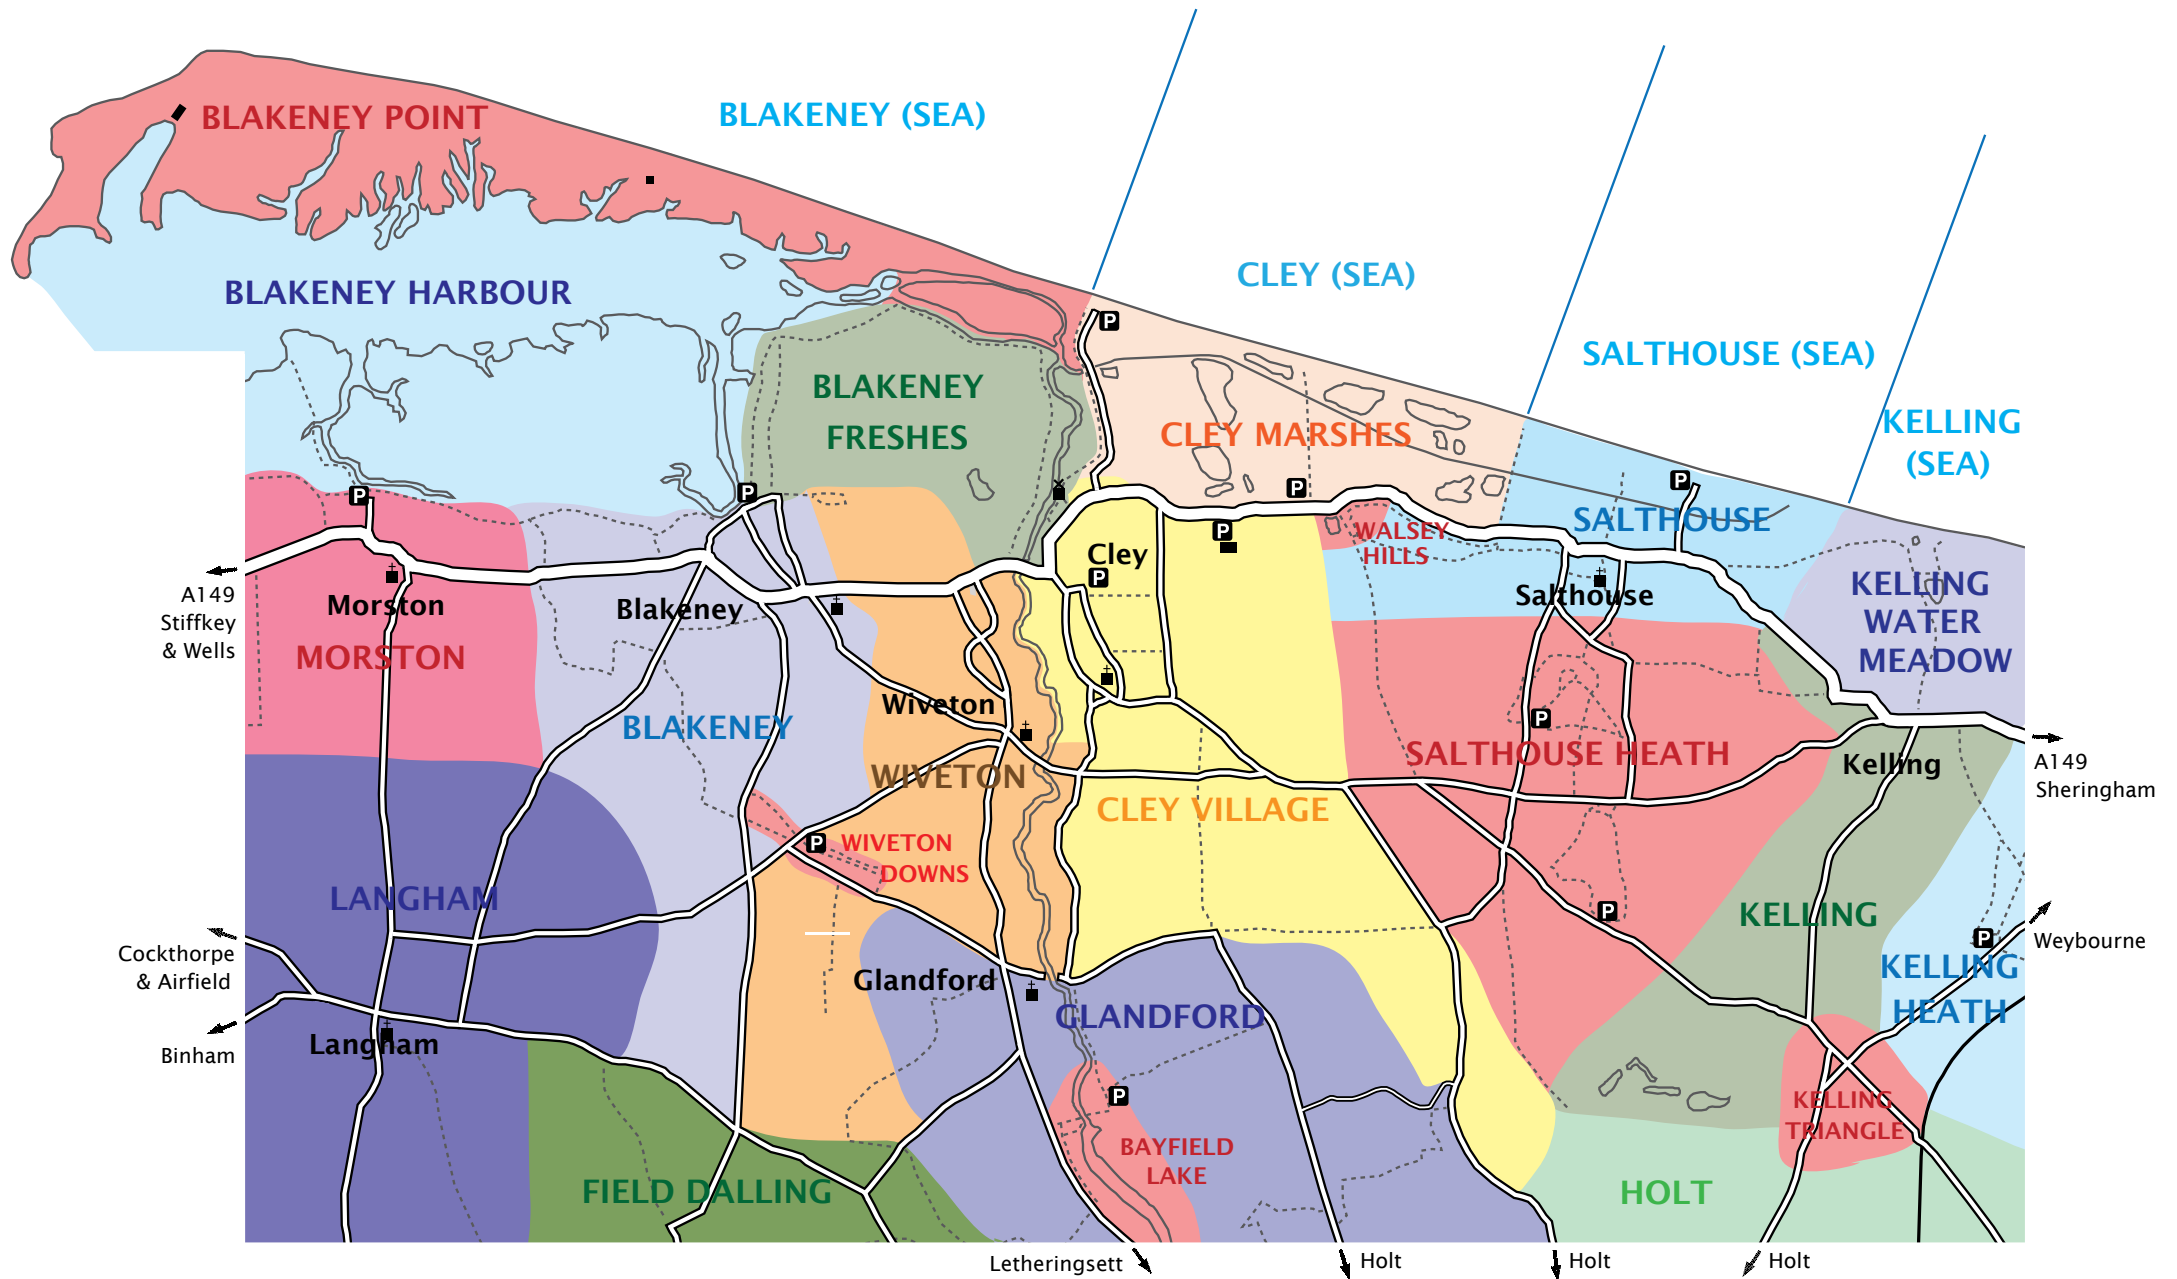 BLAKENEY POINT
BLAKENEY (SEA)
CLEY (SEA)
BLAKENEY HARBOUR
P
SALTHOUSE (SEA)
BLAKENEY
FRESHES
KELLING
(SEA)
CLEY MARSHES
P
P
P
P
SALTHOUSE
P
WALSEY
HILLS
Cley
P
A149
Stiffkey
& Wells
Morston
Blakeney
Salthouse
KELLING
WATER
MEADOW
MORSTON
Wiveton
BLAKENEY
P
WIVETON
SALTHOUSE HEATH
Kelling
A149
Sheringham
CLEY VILLAGE
P
WIVETON
DOWNS
LANGHAM
P
KELLING
P
Weybourne
Cockthorpe
& Airfield
Glandford
KELLING
HEATH
GLANDFORD
Langham
Binham
P
KELLING
TRIANGLE
BAYFIELD
LAKE
FIELD DALLING
HOLT
Letheringsett
Holt
Holt
Holt